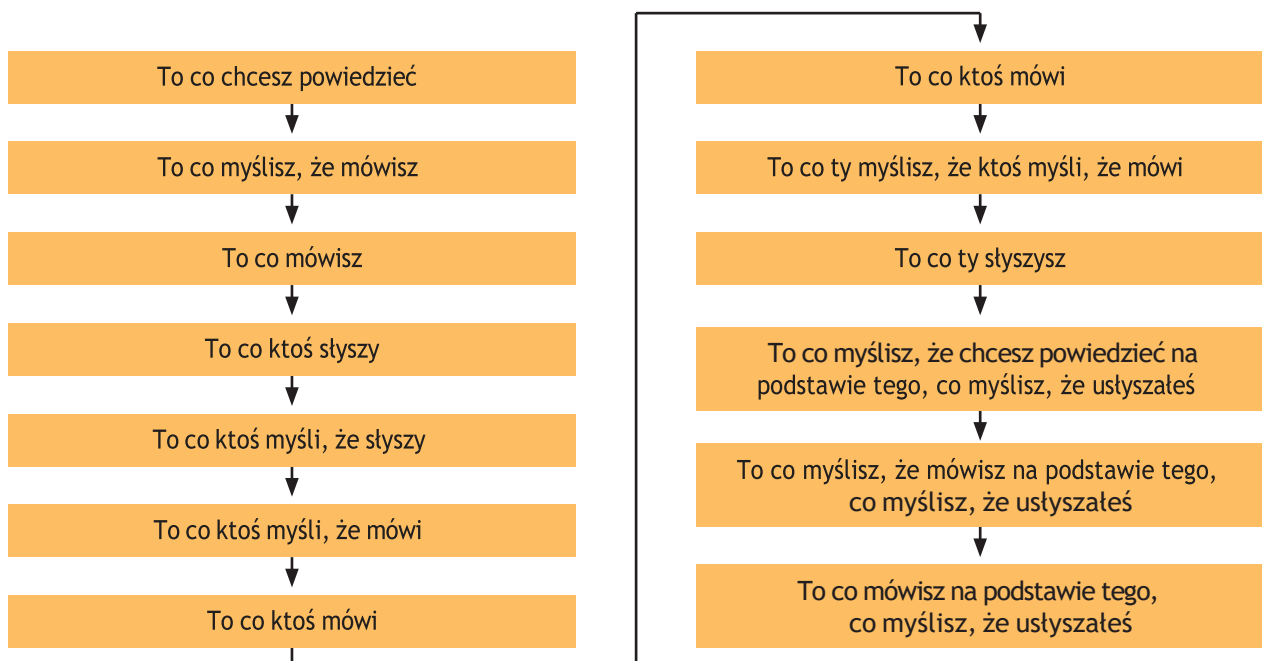 To co chcesz powiedzieć
To co myślisz, że mówisz
To co mówisz
To co ktoś słyszy
To co ktoś myśli, że słyszy
To co ktoś myśli, że mówi
To co ktoś mówi
To co ktoś mówi
To co ty myślisz, że ktoś myśli, że mówi
To co ty słyszysz
To co myślisz, że chcesz powiedzieć na
podstawie tego, co myślisz, że usłyszałeś
To co myślisz, że mówisz na podstawie tego,
co myślisz, że usłyszałeś
To co mówisz na podstawie tego,
co myślisz, że usłyszałeś